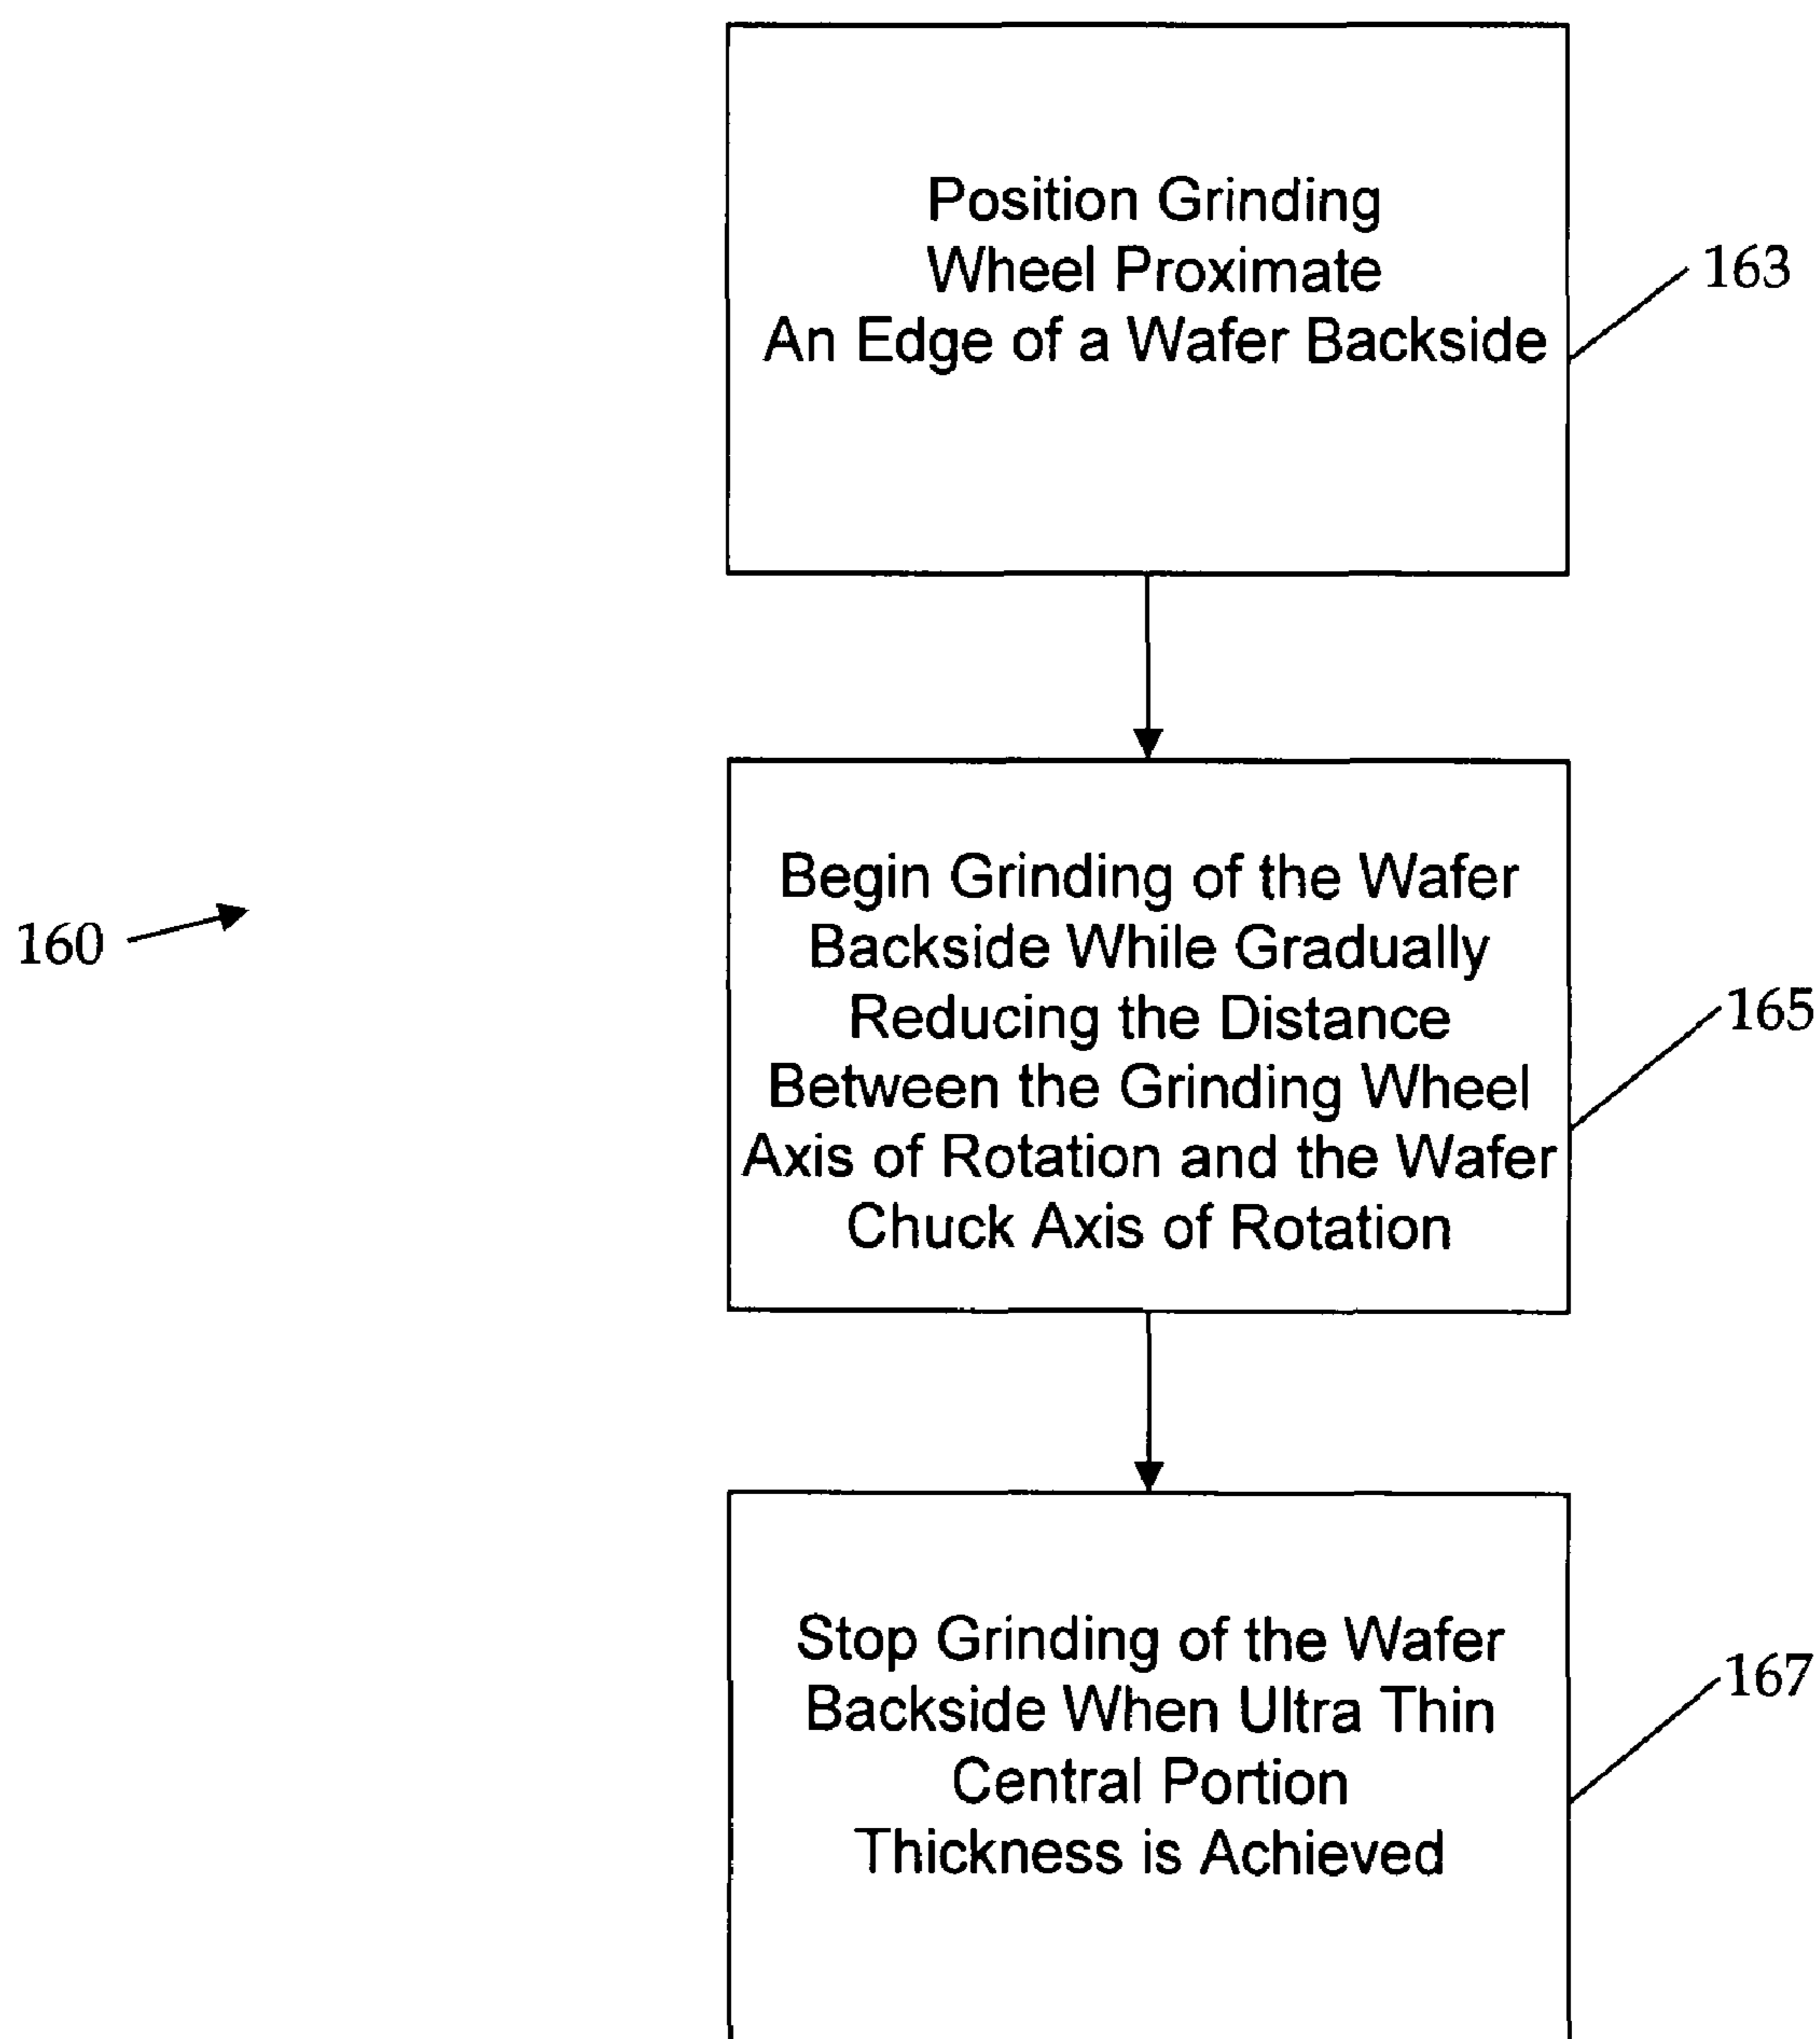 Position Grinding
Wheel Proximate
An Edge of a Wafer Backside
163
Begin Grinding of the Wafer
Backside While Gradually
Reducing the Distance
Between the Grinding Wheel
Axis of Rotation and the Wafer
Chuck Axis of Rotation
160
165
Stop Grinding of the Wafer
Backside When Ultra Thin
Central Portion
Thickness is Achieved
167